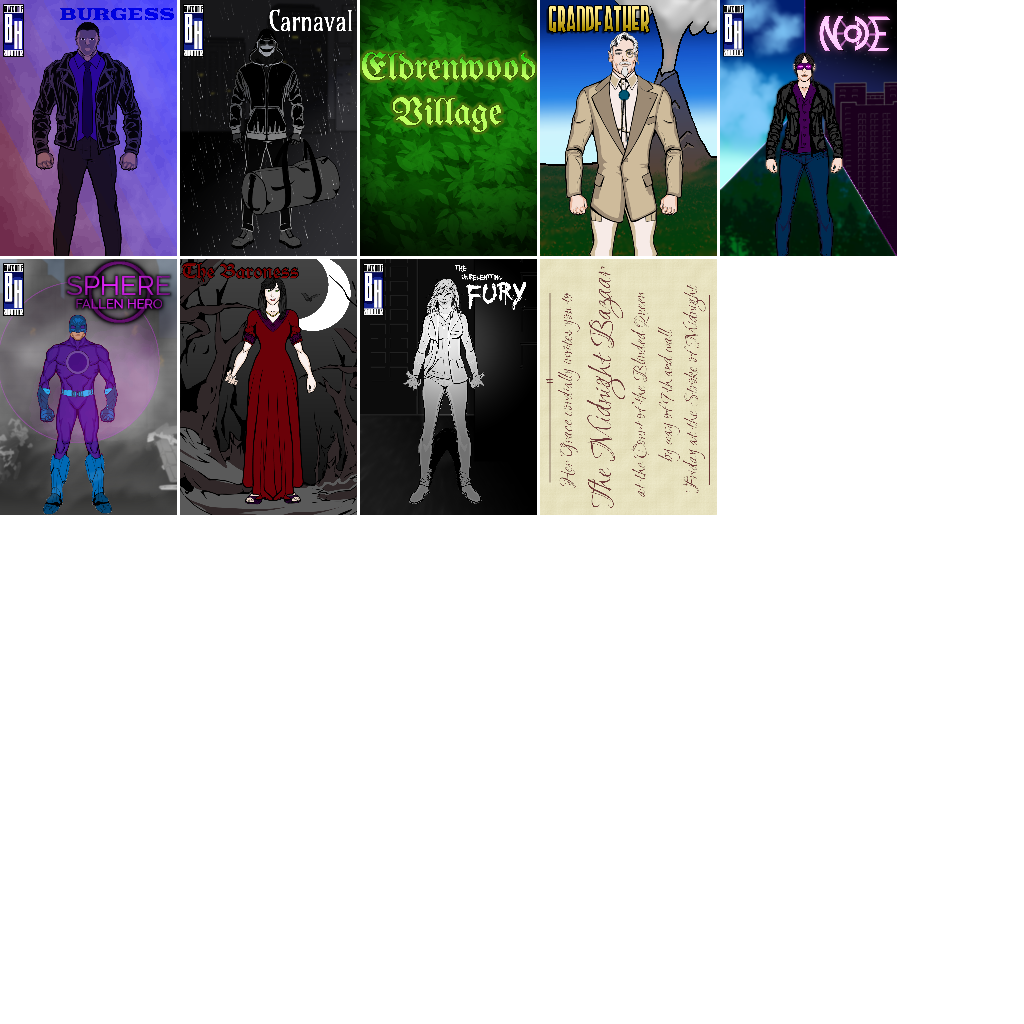 BURGESS
BH
Carnaval
BH
Eldrenwood
Village
GRANDFATHER
NODE
BH
SPHERE
FALLEN HERO
BH
The Baroness
THE
UNRELENTING
FURY
BH
Her Grace cordially invites you to
The Midnight Bazaar
at the Court of the Blinded Queen
by way of 7th and wall
Friday at the Stroke of Midnight